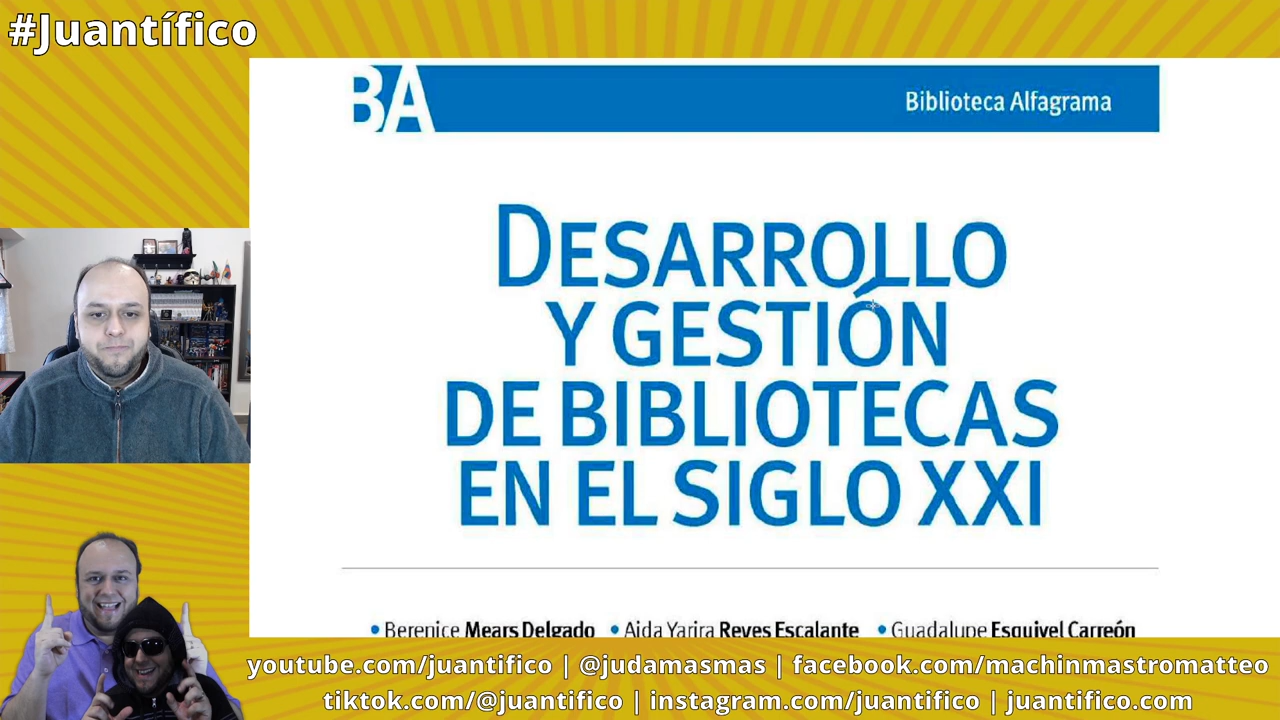 #Juantífico
BA
Biblioteca Alfagrama
DESARROLLO
Y GESTIÓN
DE BIBLIOTECAS
EN EL SIGLO XXI
• Berenice Mears Delgado • Aida Yarira Reyes Escalante • Guadalupe Esquivel Carreón
youtube.com/juantifico | @judamasmas | facebook.com/machinmastromatteo
tiktok.com/@juantifico | instagram.com/juantifico | juantifico.com